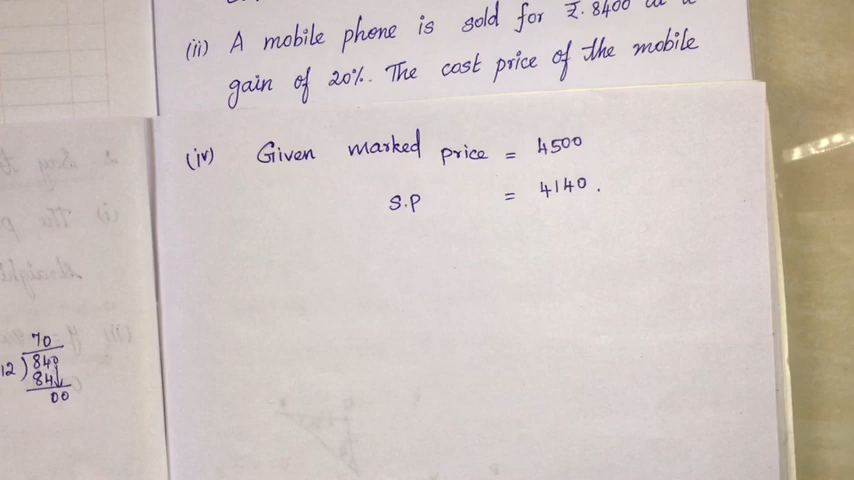 (ii) A mobile phone is sold for ₹. 8400
gain of 20%. The cost price of the mobile
(iv) Given marked price = 4500
S.P = 4140.
70
12)840
84
00